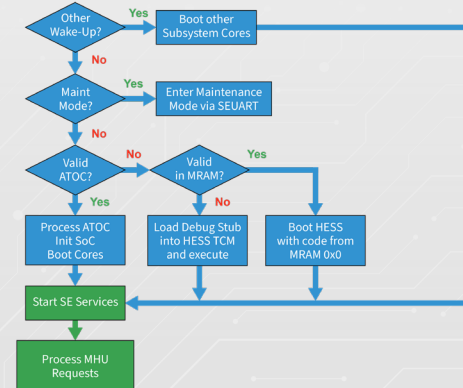 Other
Wake-Up?
Yes
Boot other
Subsystem Cores
No
Maint
Mode?
Yes
Enter Maintenance
Mode via SEUART
No
Valid
ATOC?
No
Valid
in MRAM?
Yes
Yes
No
Process ATOC
Init SoC
Boot Cores
Load Debug Stub
into HESS TCM
and execute
Boot HESS
with code from
MRAM 0x0
Start SE Services
Process MHU
Requests